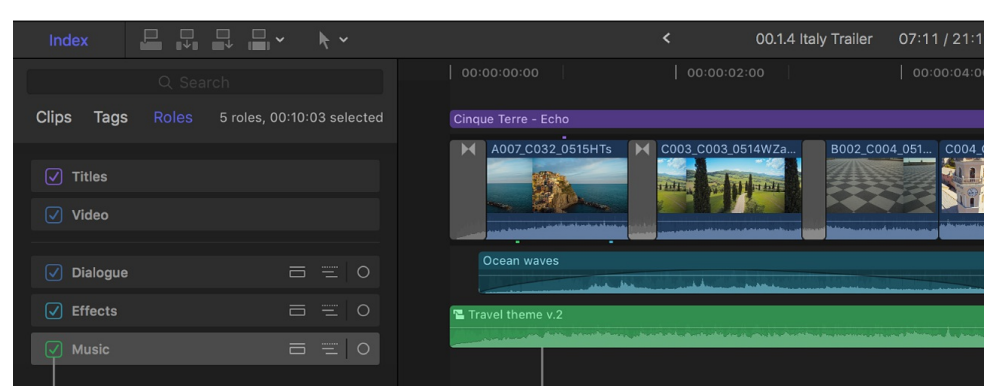 Index
00.1.4 Italy Trailer 07:11 / 21:1
Search
Clips Tags Roles 5 roles, 00:10:03 selected
00:00:00:00 00:00:02:00 00:00:04:0
Cinque Terre - Echo
A007_C032_0515HTs C003_C003_0514WZa... B002_C004_051... C004_
Titles
Video
Ocean waves
Dialogue
Effects
Travel theme v.2
Music